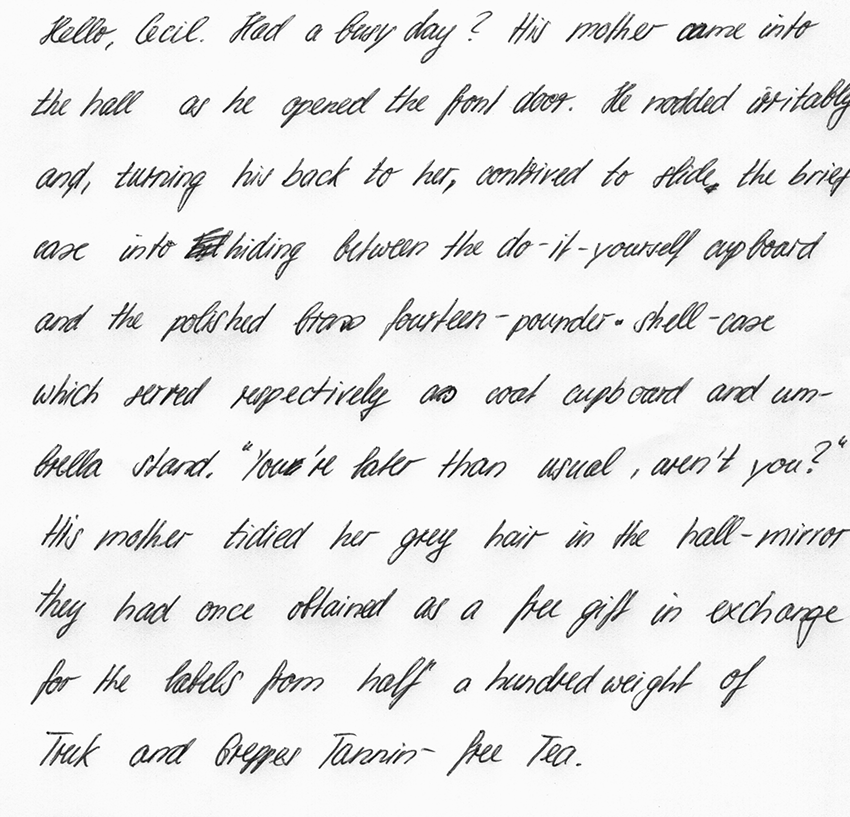 Hello, Cecil. Had a busy day? His mother came into
the hall as he opened the front door. He nodded irritably
and, turning his back to her, contrived to slide, the brief
case into hiding between the do-it-yourself cupboard
and the polished brass fourteen-pounder shell-case
which served respectively as coat cupboard and um-
brella stand. "You're later than usual, aren't you?"
His mother tidied her grey hair in the hall-mirror
they had once obtained as a free gift in exchange
for the labels from half a hundredweight of
and Tannin-free Tea.